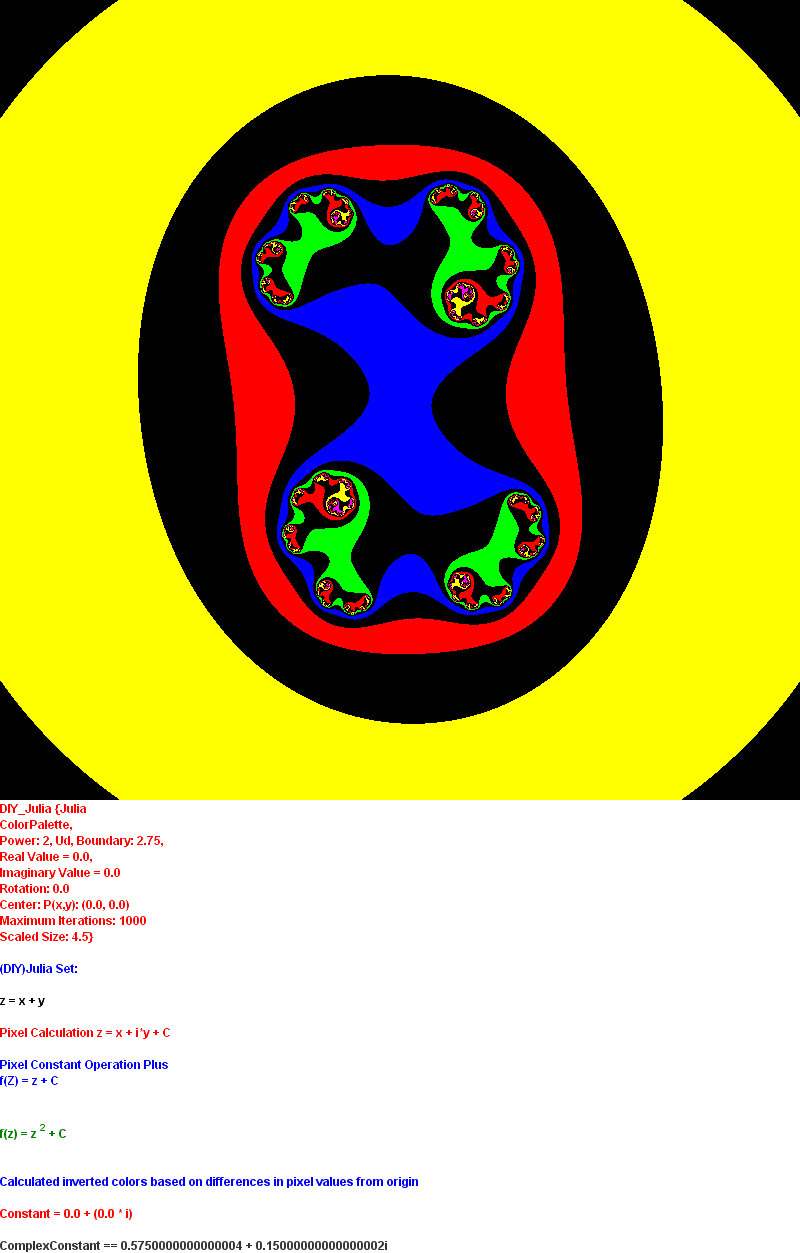 DIY_Julia {Julia
ColorPalette,
Power: 2, Ud, Boundary: 2.75,
Real Value = 0.0,
Imaginary Value = 0.0
Rotation: 0.0
Center: P(x,y): (0.0, 0.0)
Maximum Iterations: 1000
Scaled Size: 4.5}
(DIY)Julia Set:
z = x + y
Pixel Calculation z = x + i*y + C
Pixel Constant Operation Plus
f(Z) = z + C
f(z) = z ² + C
Calculated inverted colors based on differences in pixel values from origin
Constant = 0.0 + (0.0 * i)
ComplexConstant == 0.5750000000000004 + 0.15000000000000002i